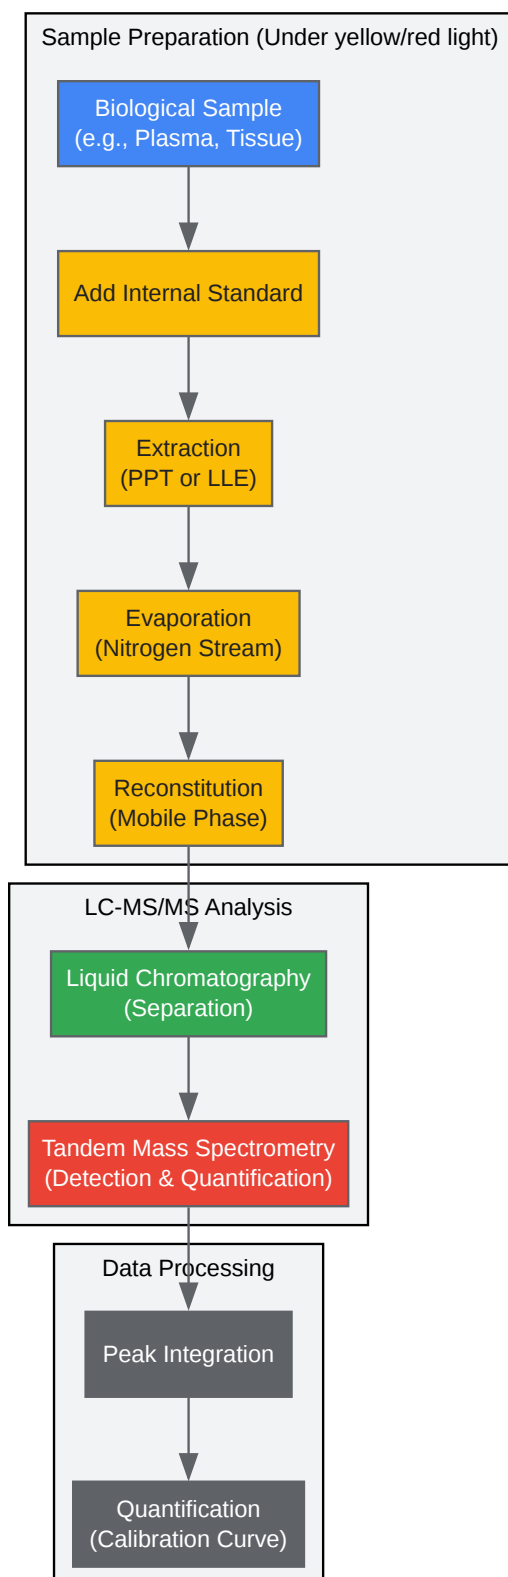 Sample Preparation (Under yellow/red light)
Biological Sample
(e.g., Plasma, Tissue)
Add Internal Standard
Extraction
(PPT or LLE)
Evaporation
(Nitrogen Stream)
Reconstitution
(Mobile Phase)
LC-MS/MS Analysis
Liquid Chromatography
(Separation)
Tandem Mass Spectrometry
(Detection & Quantification)
Data Processing
Peak Integration
Quantification
(Calibration Curve)